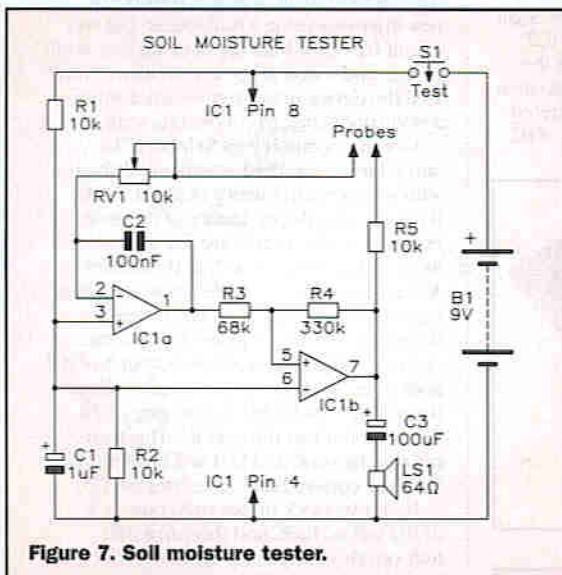 SOIL MOISTURE TESTER
S1
Test
R1
10k
IC1 Pin 8
Probes
RV1 10k
C2
100nF
R5
10k
+
B1
9V
R3
68k
R4
330k
2
3
−
+
1
IC1a
5
6
+
−
7
IC1b
+
C1
1uF
R2
10k
+
C3
100uF
IC1 Pin 4
LS1
64Ω
Figure 7. Soil moisture tester.